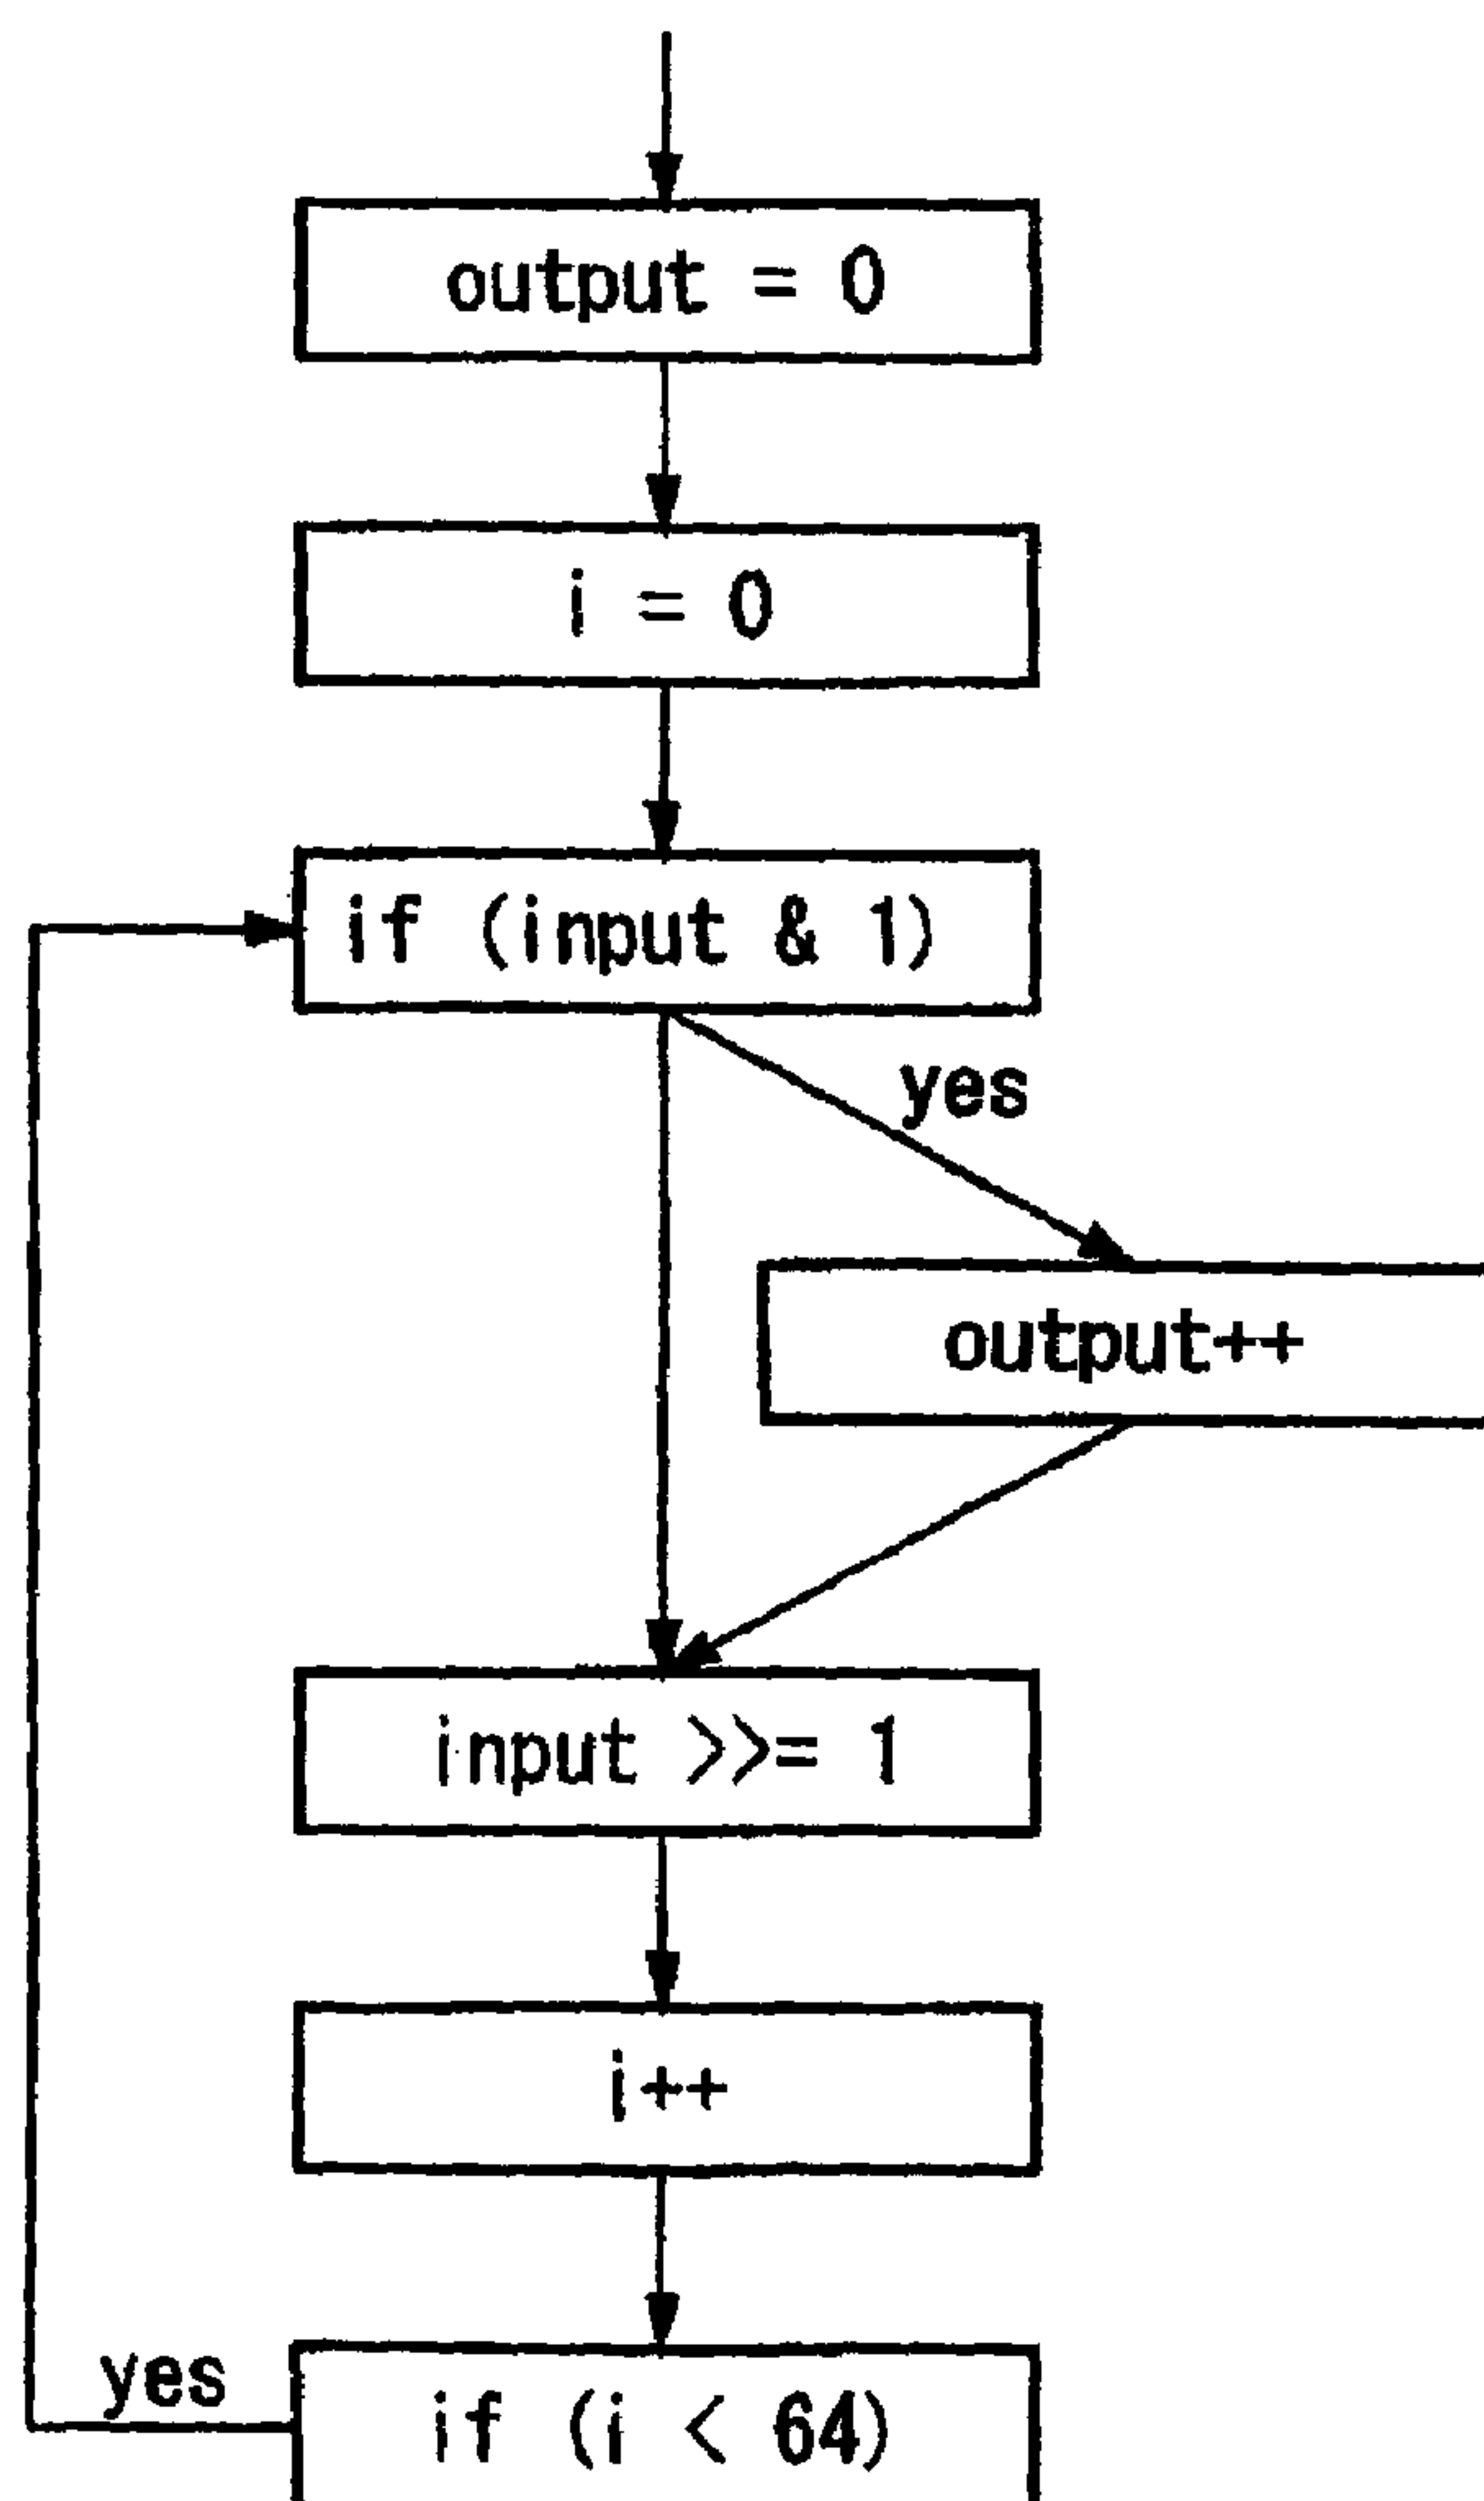 output = 0
i = 0
if (input & 1)
yes
output++
input >>= 1
i++
yes
if (i < 64)